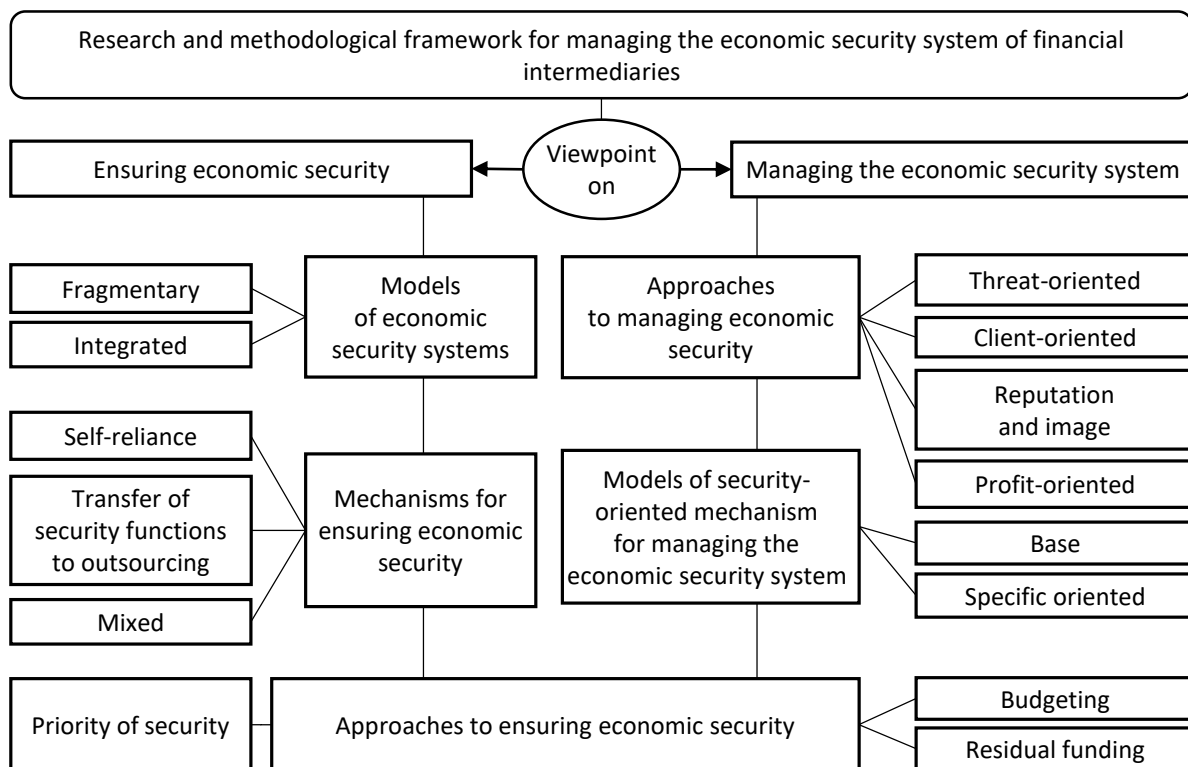 Research and methodological framework for managing the economic security system of financial
intermediaries
Ensuring economic security
Viewpoint
on
Managing the economic security system
Fragmentary
Integrated
Models
of economic
security systems
Approaches
to managing economic
security
Threat-oriented
Client-oriented
Reputation
and image
Profit-oriented
Self-reliance
Transfer of
security functions
to outsourcing
Mixed
Mechanisms for
ensuring economic
security
Models of security-
oriented mechanism
for managing the
economic security system
Base
Specific oriented
Priority of security
Approaches to ensuring economic security
Budgeting
Residual funding